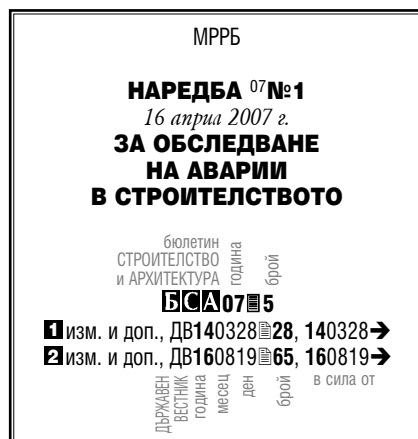 МРРБ
НАРЕДБА 07№1
16 април 2007 г.
ЗА ОБСЛЕДВАНЕ
НА АВАРИИ
В СТРОИТЕЛСТВОТО
бюлетин
СТРОИТЕЛСТВО
и АРХИТЕКТУРА
година
брой
БСА07 5
1 изм. и доп., ДВ140328 28, 140328➔
2 изм. и доп., ДВ160819 65, 160819➔
ДЪРЖАВЕН
ВЕСТНИК
година
месец
ден
брой
в сила от